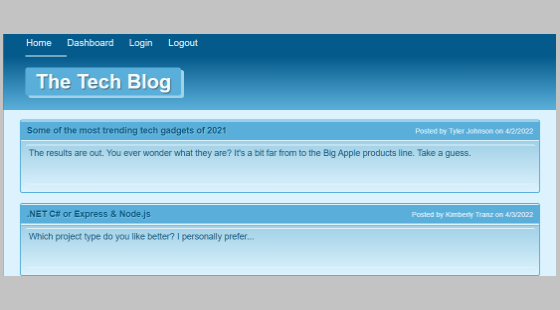 Home Dashboard Login Logout
The Tech Blog
Some of the most trending tech gadgets of 2021 Posted by Tyler Johnson on 4/2/2022
The results are out. You ever wonder what they are? It's a bit far from to the Big Apple products line. Take a guess.
.NET C# or Express & Node.js Posted by Kimberly Tranz on 4/3/2022
Which project type do you like better? I personally prefer...